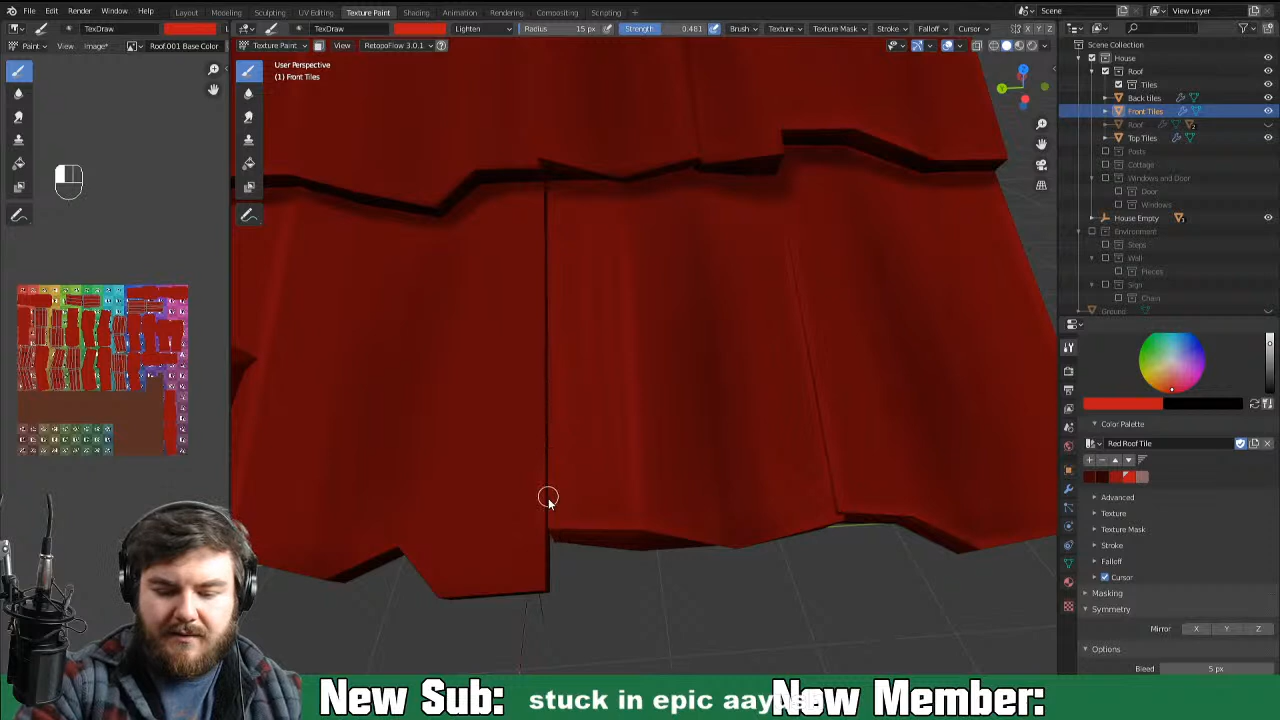 File Edit Render Window Help Layout Modeling Sculpting UV Editing Texture Paint Shading Animation Rendering Compositing Scripting Scene View Layer
TexDraw TexDraw Lighten Radius 15 px Strength 0.481 Brush Texture Texture Mask Stroke Falloff Cursor X Y Z
Paint View Image* Roof.001 Base Color Texture Paint View RetopoFlow 3.0.1
User Perspective
(1) Front Tiles
Scene Collection
House
Roof
Tiles
Back tiles
Front Tiles
Roof
Top Tiles
Posts
Cottage
Windows and Door
Door
Windows
House Empty
Environment
Steps
Wall
Pieces
Sign
Chain
Ground
Color Palette
Red Roof Tile
Advanced
Texture
Texture Mask
Stroke
Falloff
Cursor
Masking
Symmetry
Mirror X Y Z
Options
Bleed 5 px
New Sub: stuck in epic New Member: